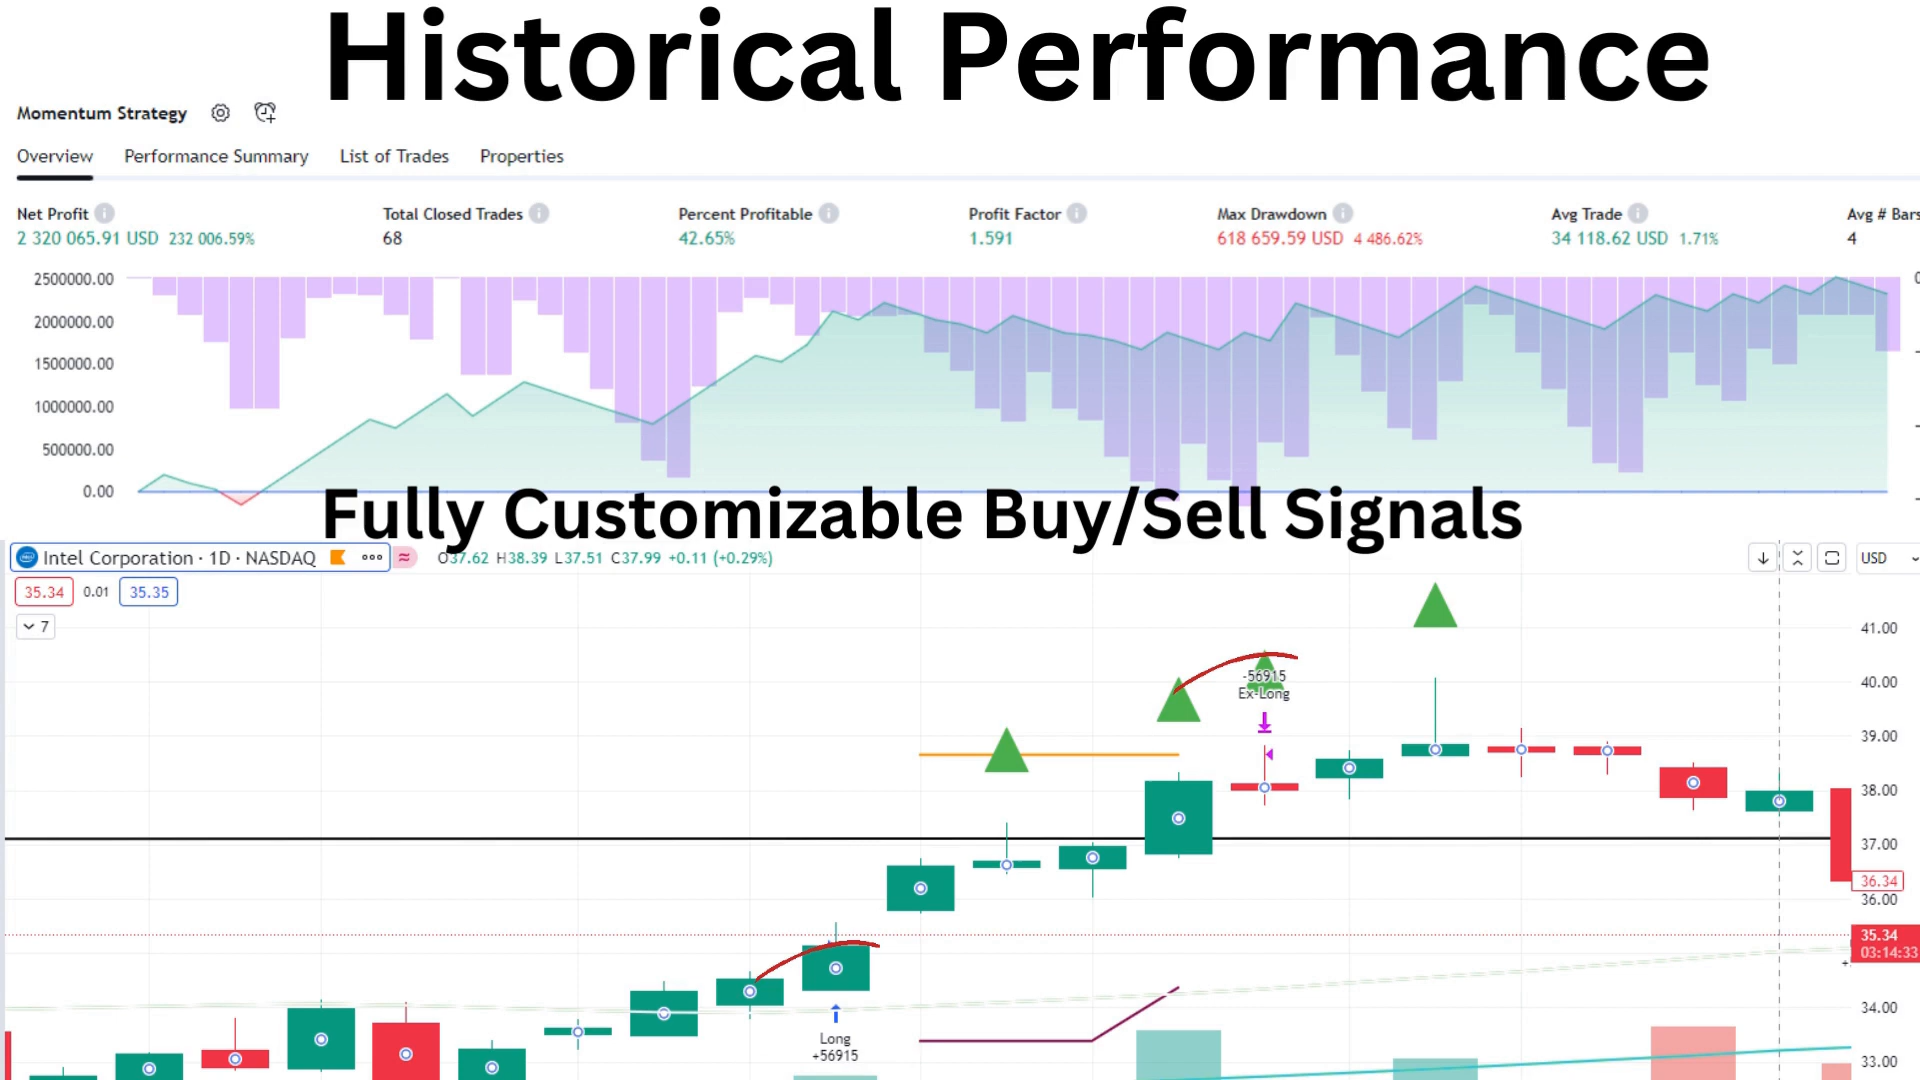 Historical Performance
Momentum Strategy
Overview Performance Summary List of Trades Properties
Net Profit Total Closed Trades Percent Profitable Profit Factor Max Drawdown Avg Trade Avg # Bars
2 320 065.91 USD 232 006.59% 68 42.65% 1.591 618 659.59 USD 4 486.62% 34 118.62 USD 1.71% 4
2500000.00
2000000.00
1500000.00
1000000.00
500000.00
0.00
Fully Customizable Buy/Sell Signals
Intel Corporation · 1D · NASDAQ O37.62 H38.39 L37.51 C37.99 +0.11 (+0.29%) USD
35.34 0.01 35.35
7
41.00
-56915
40.00
Ex-Long
39.00
38.00
37.00
36.34
36.00
35.34
03:14:33
34.00
Long
+56915
33.00